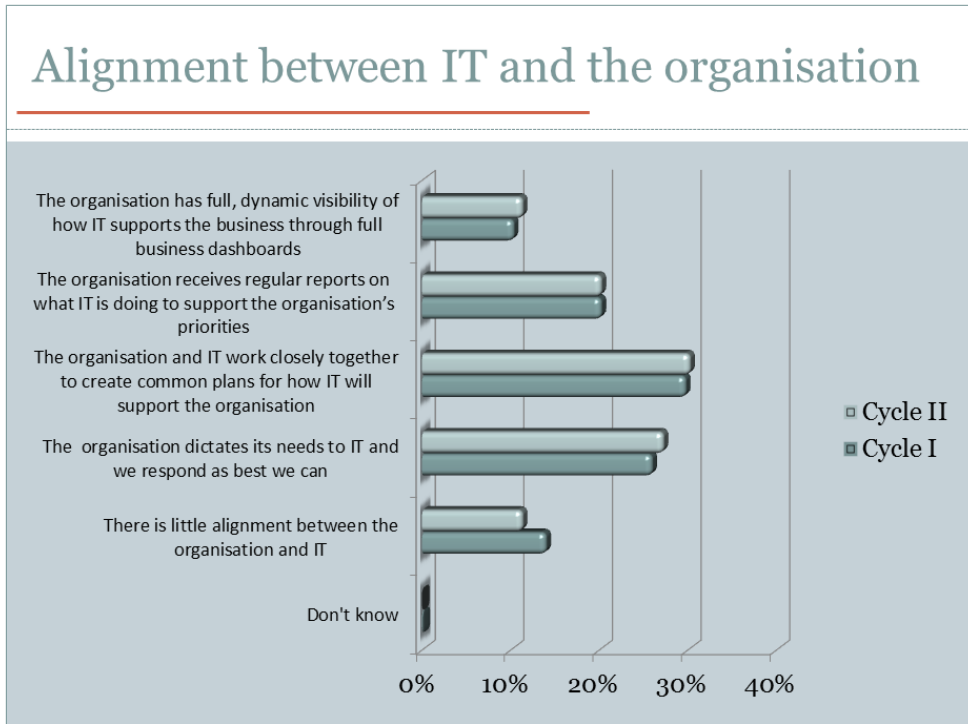 Alignment between IT and the organisation
The organisation has full, dynamic visibility of
how IT supports the business through full
business dashboards
The organisation receives regular reports on
what IT is doing to support the organisation’s
priorities
The organisation and IT work closely together
to create common plans for how IT will
support the organisation
The  organisation dictates its needs to IT and
we respond as best we can
There is little alignment between the
organisation and IT
Don't know
0% 10% 20% 30% 40%
Cycle II
Cycle I